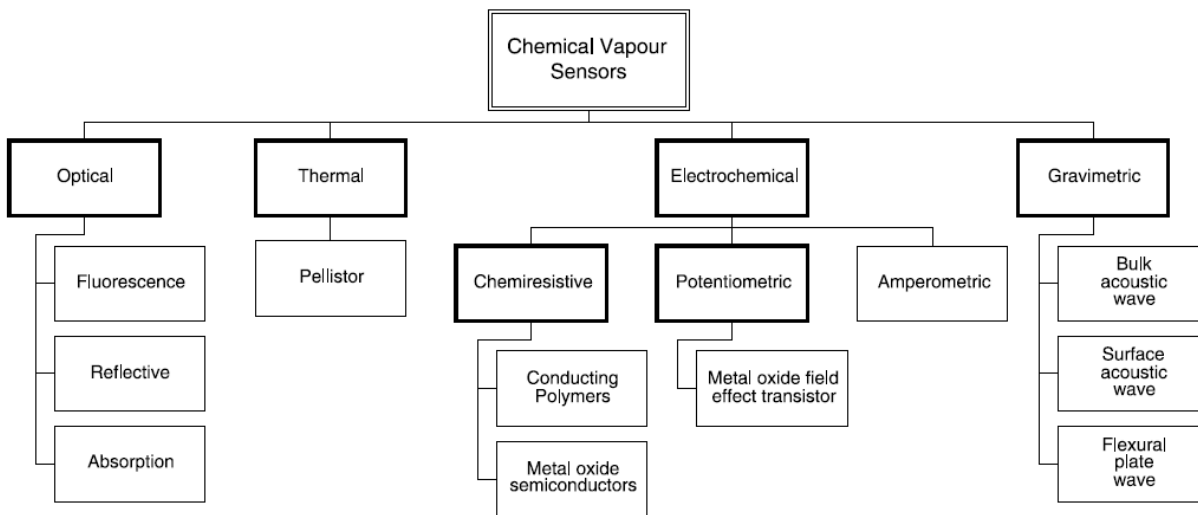 Chemical Vapour
Sensors
Optical
Thermal
Electrochemical
Gravimetric
Fluorescence
Reflective
Absorption
Pellistor
Chemiresistive
Potentiometric
Amperometric
Conducting
Polymers
Metal oxide
semiconductors
Metal oxide field
effect transistor
Bulk
acoustic
wave
Surface
acoustic
wave
Flexural
plate
wave